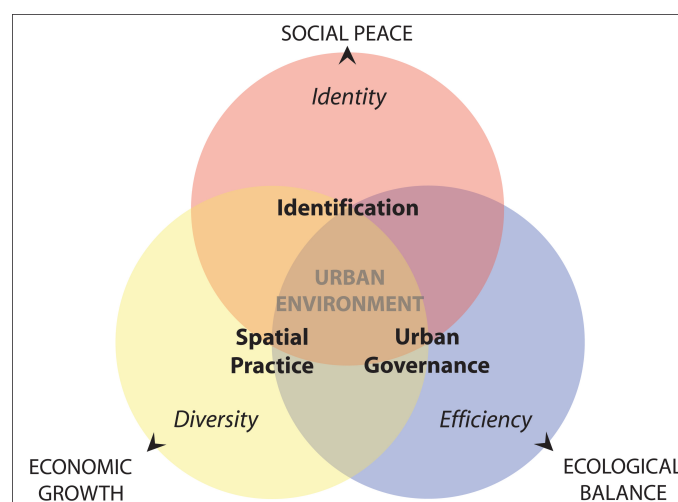 SOCIAL PEACE
Identity
Identification
URBAN
ENVIRONMENT
Spatial
Practice
Urban
Governance
Diversity
Efficiency
ECONOMIC
GROWTH
ECOLOGICAL
BALANCE